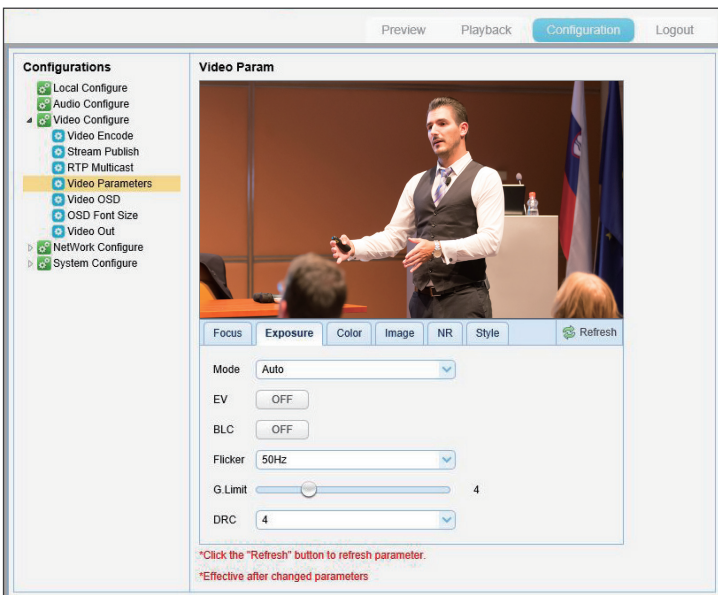 Preview Playback Configuration Logout
Configurations
Local Configure
Audio Configure
Video Configure
Video Encode
Stream Publish
RTP Multicast
Video Parameters
Video OSD
OSD Font Size
Video Out
NetWork Configure
System Configure
Video Param
Focus Exposure Color Image NR Style Refresh
Mode Auto
EV OFF
BLC OFF
Flicker 50Hz
G.Limit 4
DRC 4
*Click the "Refresh" button to refresh parameter.
*Effective after changed parameters